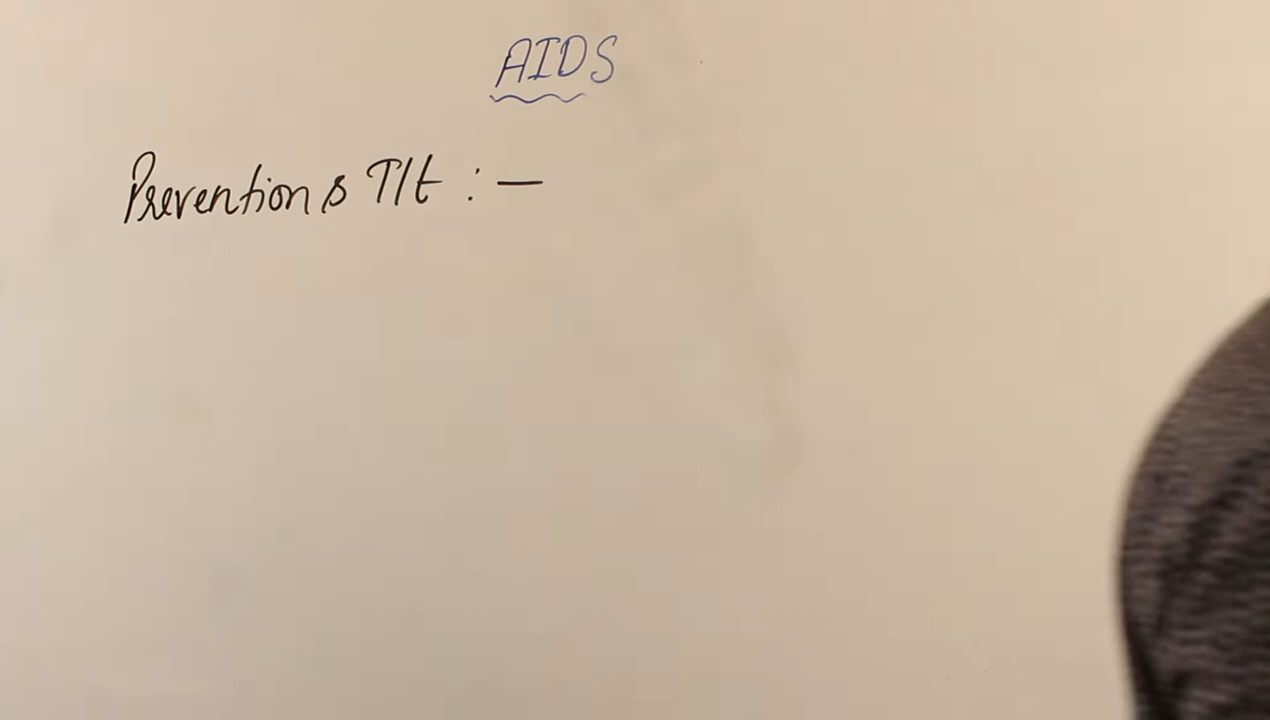 AIDS
Prevention & T/t : —